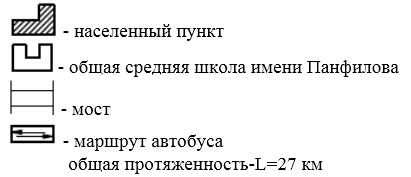 - населенный пункт
- общая средняя школа имени Панфилова
- мост
- маршрут автобуса
общая протяженность-L=27 км